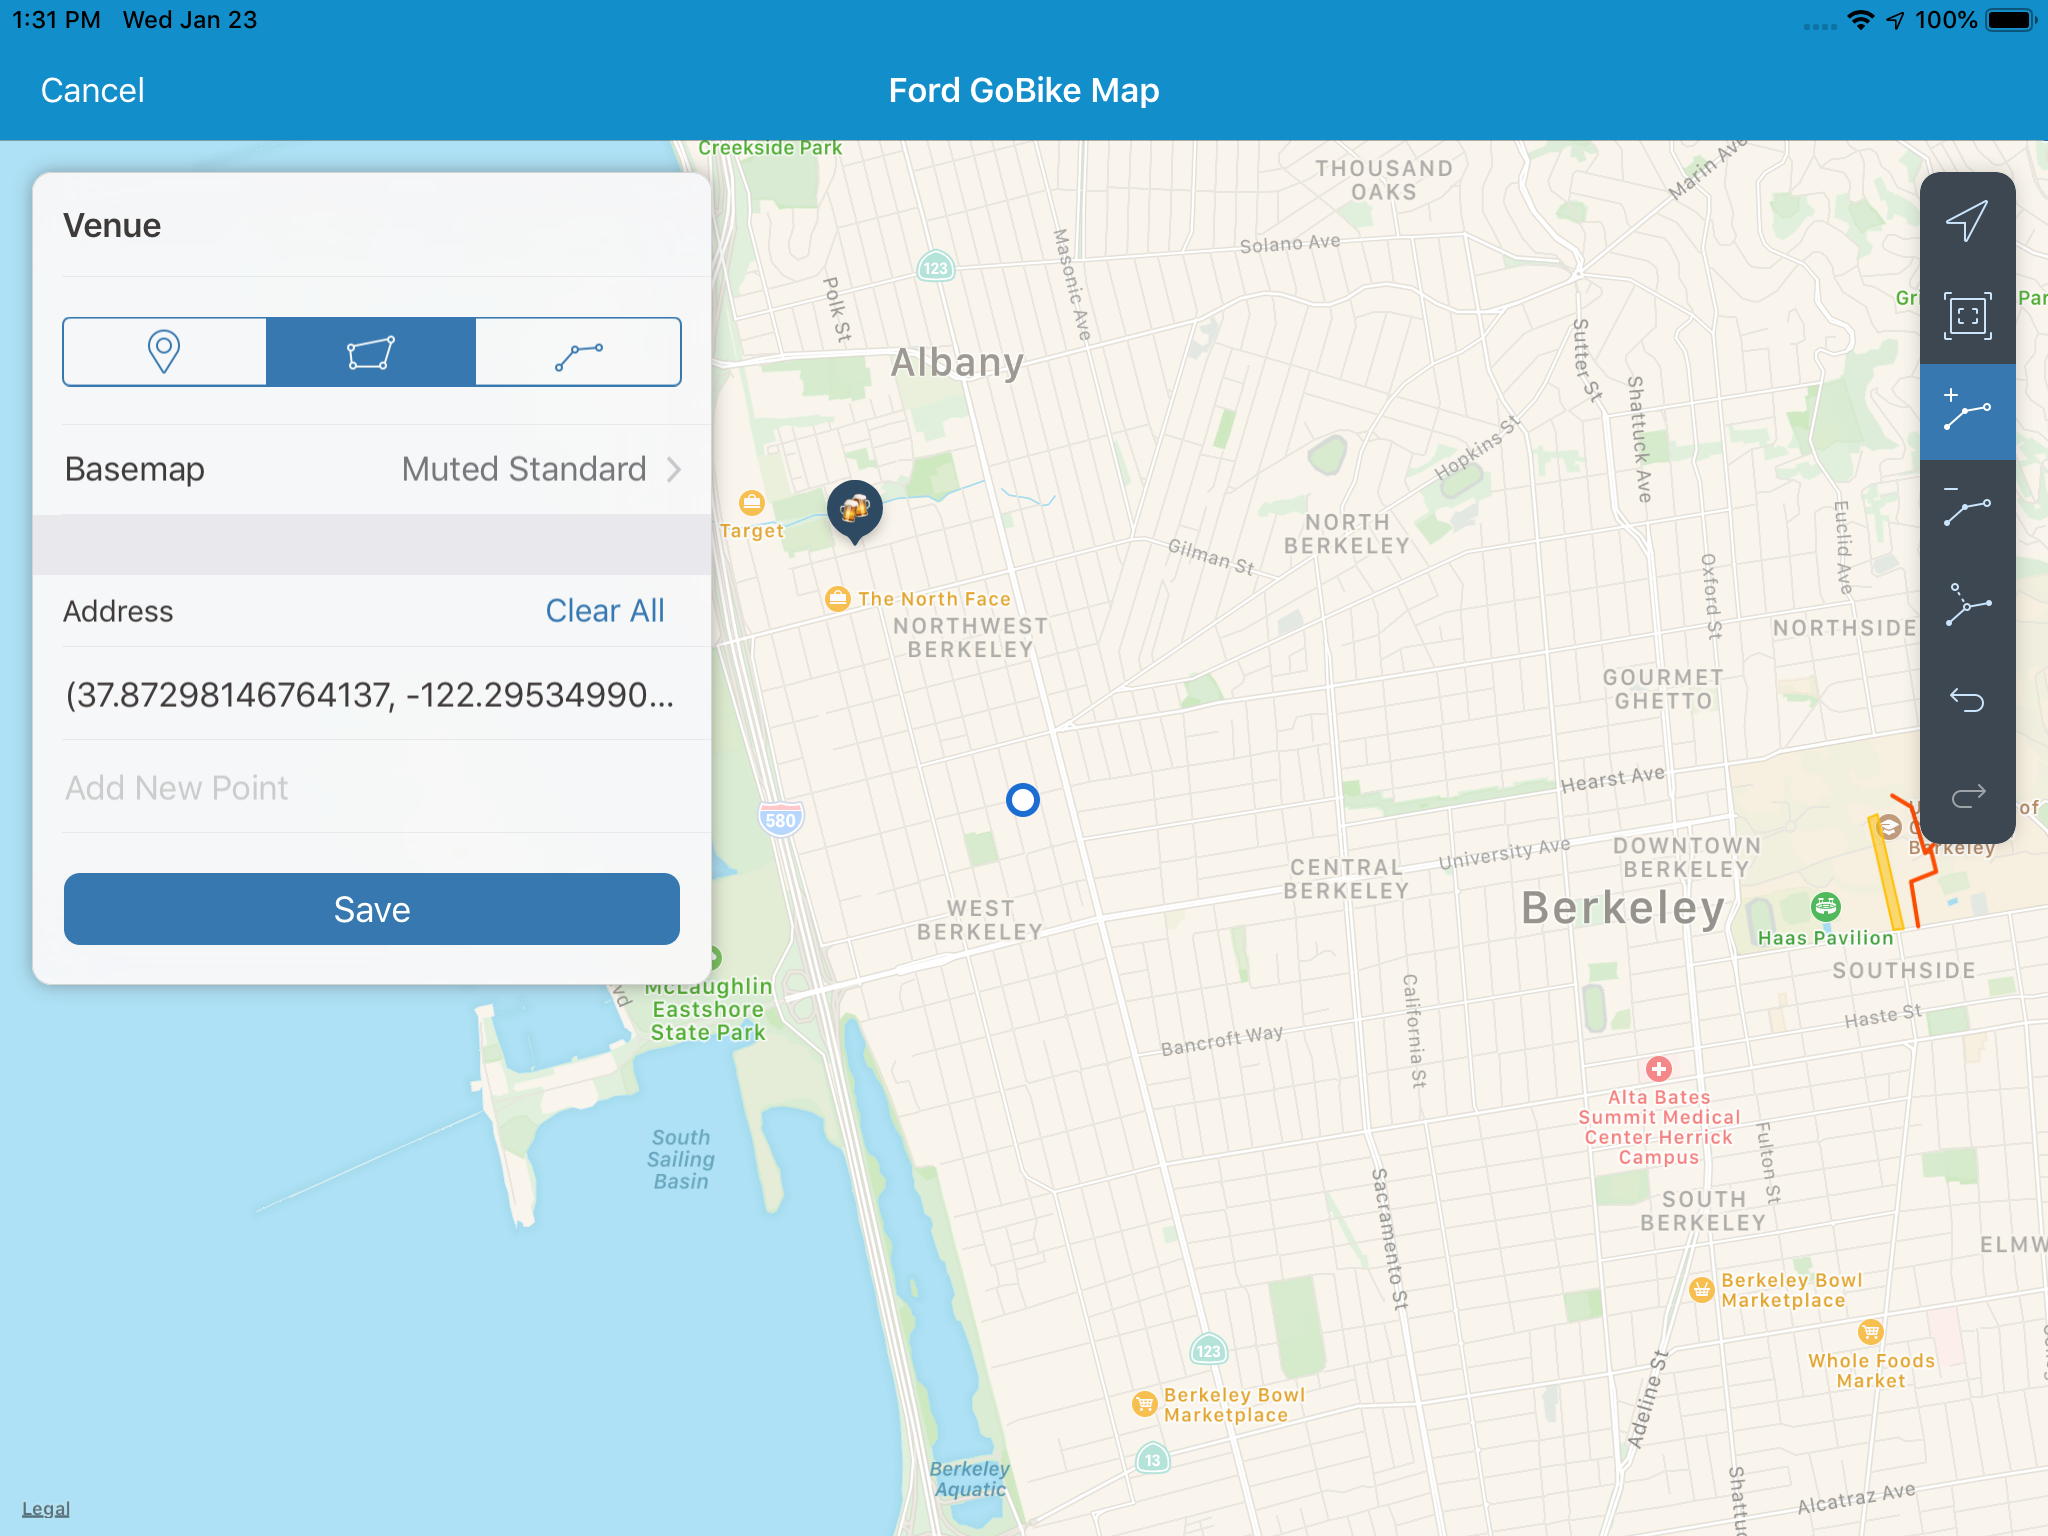 1:31 PM Wed Jan 23
100%
Cancel
Ford GoBike Map
Venue
Basemap
Muted Standard
Address
Clear All
(37.87298146764137, -122.29534990...
Add New Point
Save
Creekside Park
THOUSAND
OAKS
Marin Ave
Solano Ave
Masonic Ave
Polk St
123
Albany
Sutter St
Shattuck Ave
Hopkins St
Target
NORTH
BERKELEY
Gilman St
Euclid Ave
Oxford St
The North Face
NORTHWEST
BERKELEY
NORTHSIDE
GOURMET
GHETTO
Hearst Ave
580
University Ave
DOWNTOWN
BERKELEY
CENTRAL
BERKELEY
Berkeley
of
Berkeley
WEST
BERKELEY
Haas Pavilion
SOUTHSIDE
McLaughlin
Eastshore
State Park
California St
Bancroft Way
Haste St
Alta Bates
Summit Medical
Center Herrick
Campus
Fulton St
South
Sailing
Basin
Sacramento St
SOUTH
BERKELEY
ELMW
Berkeley Bowl
Marketplace
Whole Foods
Market
123
Adeline St
Berkeley Bowl
Marketplace
13
Berkeley
Aquatic
Alcatraz Ave
Legal